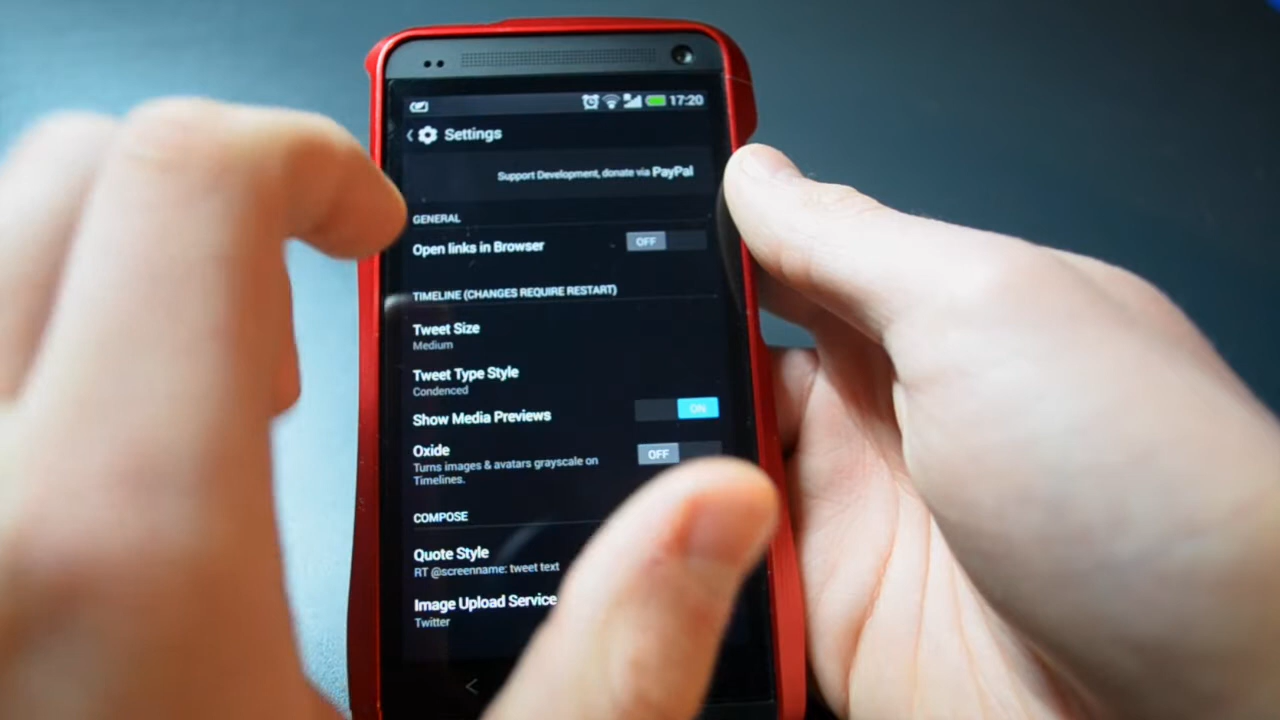 17:20
Settings
Support Development, donate via PayPal
GENERAL
Open links in Browser
OFF
TIMELINE (CHANGES REQUIRE RESTART)
Tweet Size
Medium
Tweet Type Style
Condensed
Show Media Previews
ON
Oxide
OFF
Turns images & avatars grayscale on
Timelines.
COMPOSE
Quote Style
RT @screenname: tweet text
Image Upload Service
Twitter